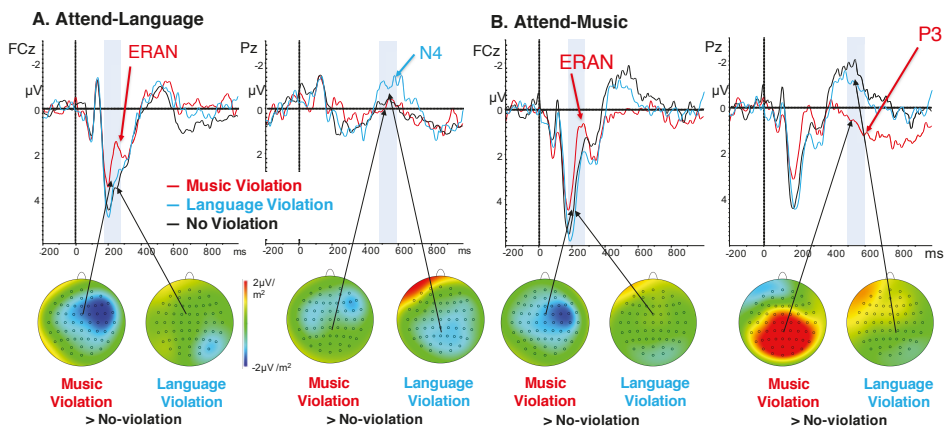 A. Attend-Language
B. Attend-Music
FCz
-2
µV
0
2
4
ERAN
-200 0 200 400 600 800 ms
Pz
-2
µV
0
2
4
N4
-200 0 200 400 600 800 ms
FCz
-2
µV
0
2
4
ERAN
-200 0 200 400 600 800 ms
Pz
-2
µV
0
2
4
P3
-200 0 200 400 600 800 ms
Music Violation
Language Violation
No Violation
2µV/
m²
-2µV/m²
Music
Violation
Language
Violation
> No-violation
Music
Violation
Language
Violation
> No-violation
Music
Violation
Language
Violation
> No-violation
Music
Violation
Language
Violation
> No-violation